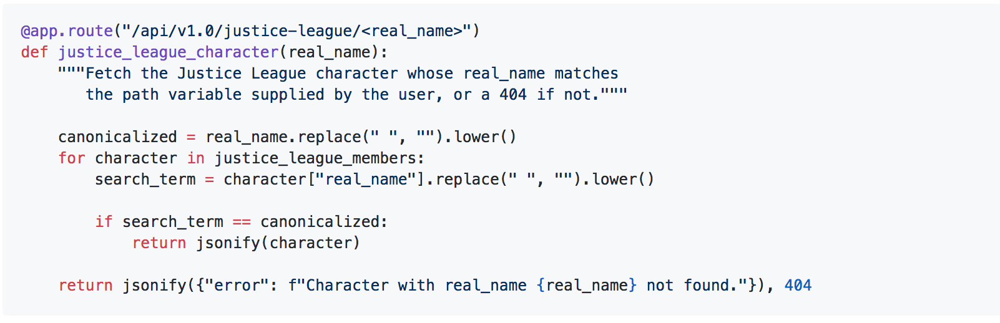 @app.route("/api/v1.0/justice-league/<real_name>")
def justice_league_character(real_name):
    """Fetch the Justice League character whose real_name matches
       the path variable supplied by the user, or a 404 if not."""

    canonicalized = real_name.replace(" ", "").lower()
    for character in justice_league_members:
        search_term = character["real_name"].replace(" ", "").lower()

        if search_term == canonicalized:
            return jsonify(character)

    return jsonify({"error": f"Character with real_name {real_name} not found."}), 404